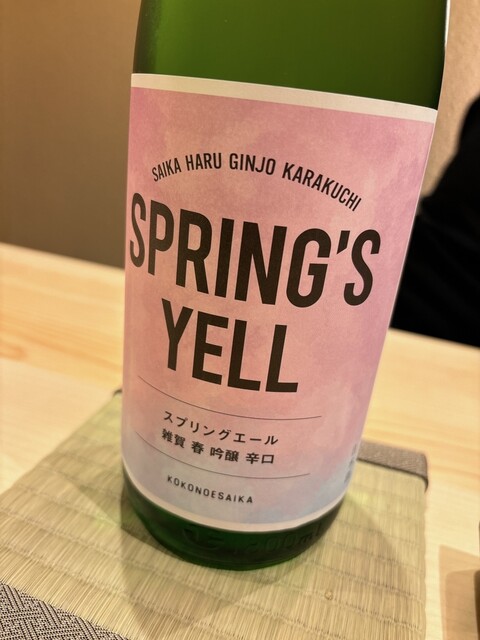 SAIKA HARU GINJO KARAKUCHI
SPRING'S
YELL
スプリングエール
雑賀 春 吟醸 辛口
KOKONOESAIKA